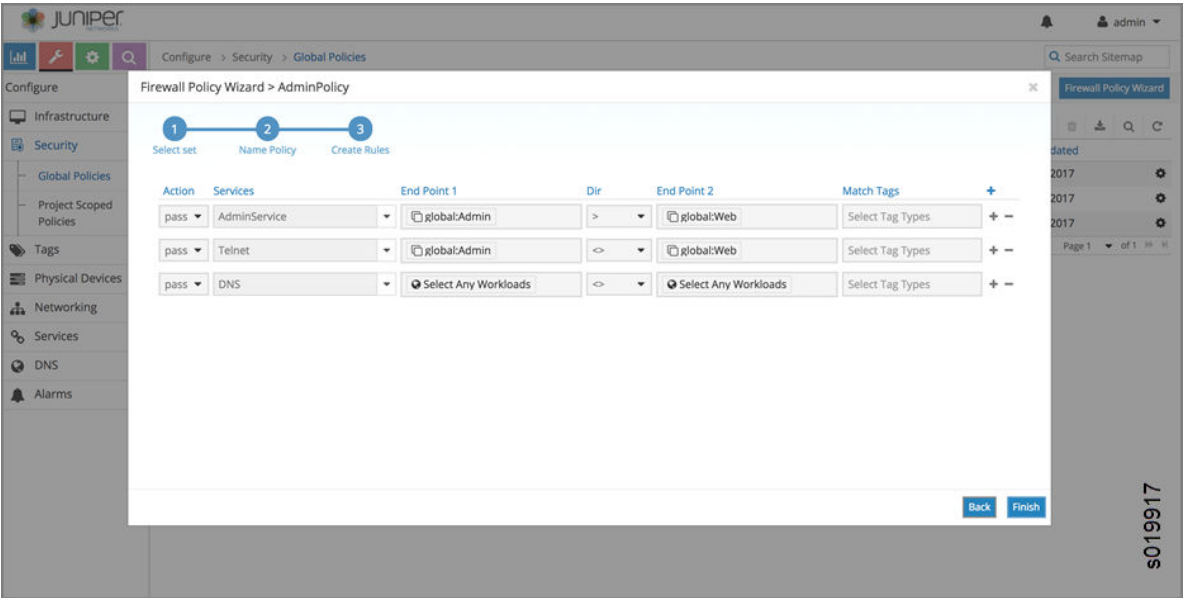 JUNIPER
NETWORKS
admin
Configure > Security > Global Policies
Search Sitemap
Configure
Firewall Policy Wizard > AdminPolicy
Firewall Policy Wizard
Infrastructure
1 2 3
Security
Select set Name Policy Create Rules
dated
Global Policies
2017
Action Services End Point 1 Dir End Point 2 Match Tags +
Project Scoped
Policies
2017
pass AdminService global:Admin > global:Web Select Tag Types + −
2017
Tags
Page 1 of 1
pass Telnet global:Admin <> global:Web Select Tag Types + −
Physical Devices
pass DNS Select Any Workloads <> Select Any Workloads Select Tag Types + −
Networking
Services
DNS
Alarms
Back Finish
s019917